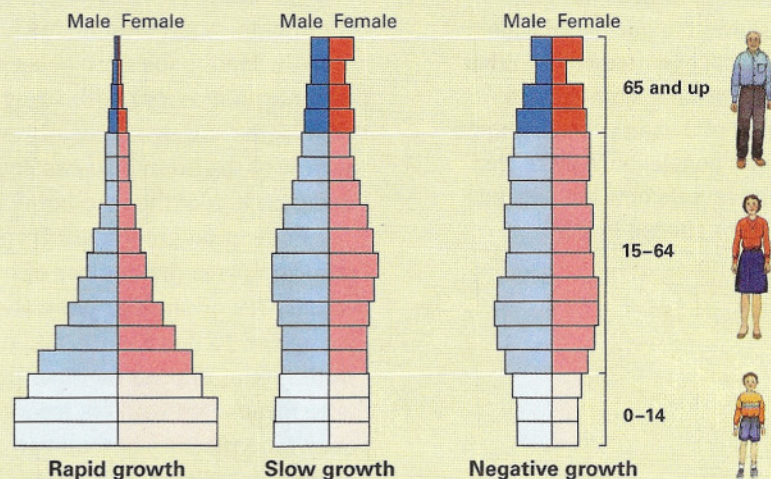 Male Female Male Female Male Female
65 and up
15–64
0–14
Rapid growth Slow growth Negative growth